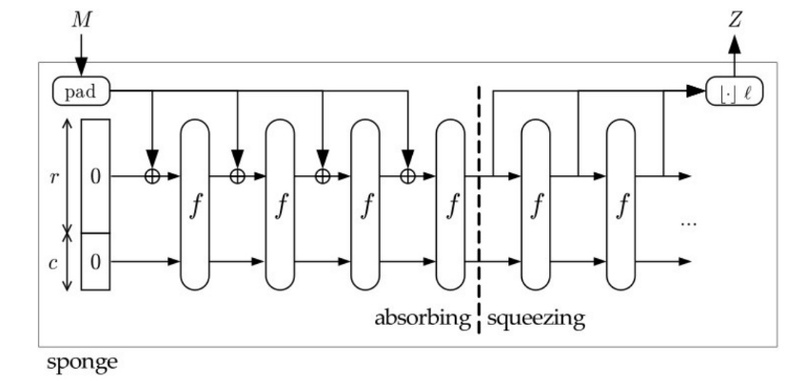 M Z
pad ⌊·⌋ ℓ
r 0
f f f f f f
...
c 0
absorbing squeezing
sponge